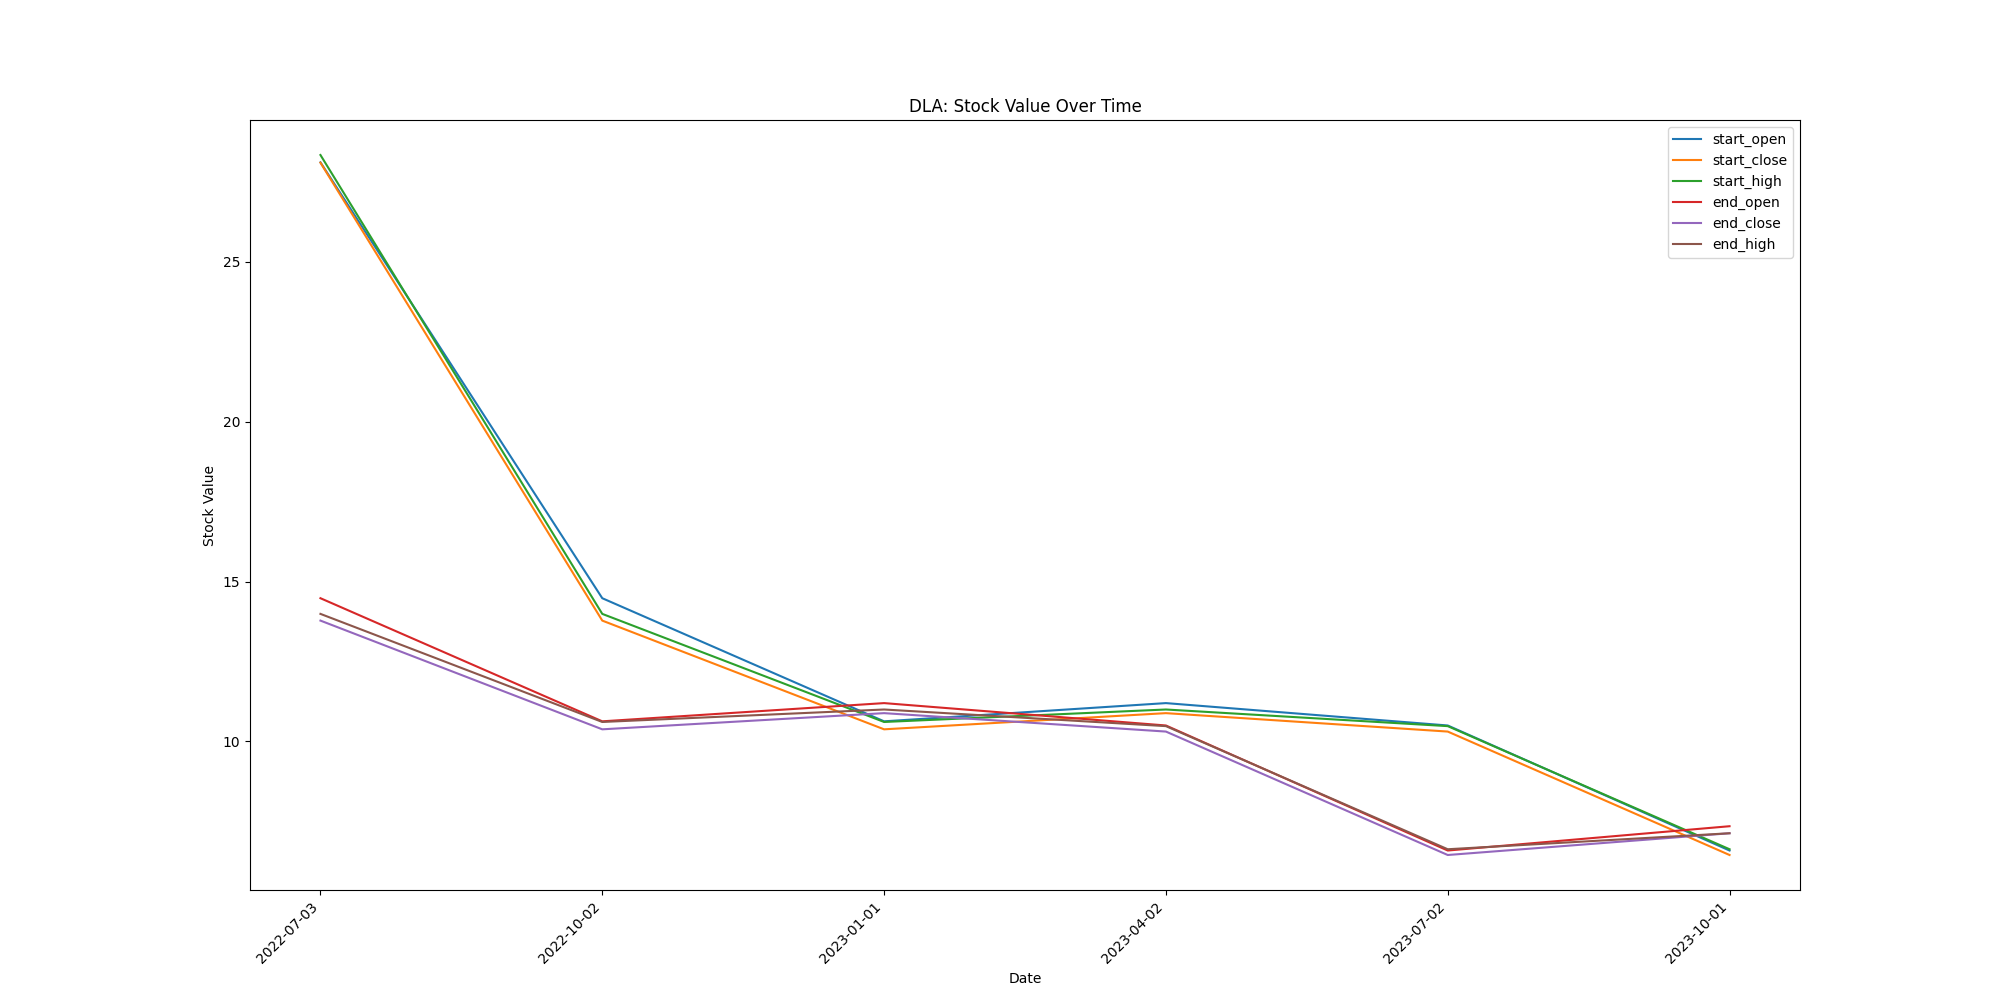 DLA: Stock Value Over Time
start_open
start_close
start_high
end_open
end_close
end_high
25
20
15
10
Stock Value
2022-07-03
2022-10-02
2023-01-01
2023-04-02
2023-07-02
2023-10-01
Date